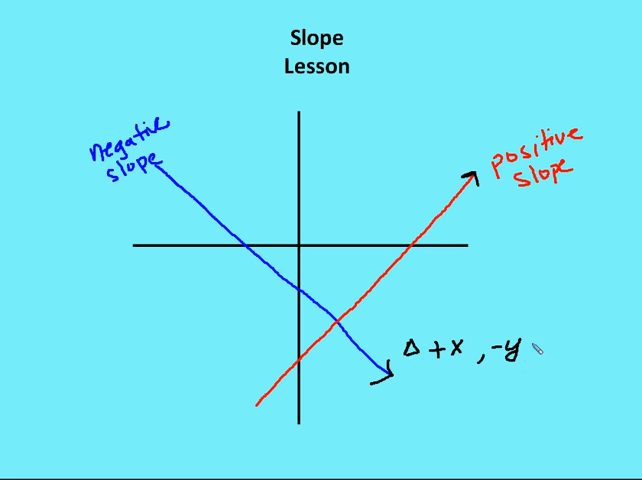 Slope
Lesson
negative
slope
positive
slope
Δ +x, -y